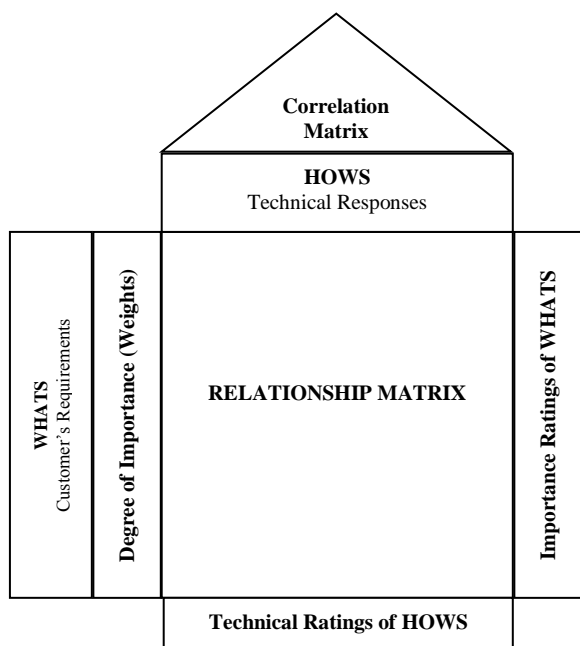 Correlation
Matrix
HOWS
Technical Responses
WHATS
Customer’s Requirements
Degree of Importance (Weights)
RELATIONSHIP MATRIX
Importance Ratings of WHATS
Technical Ratings of HOWS